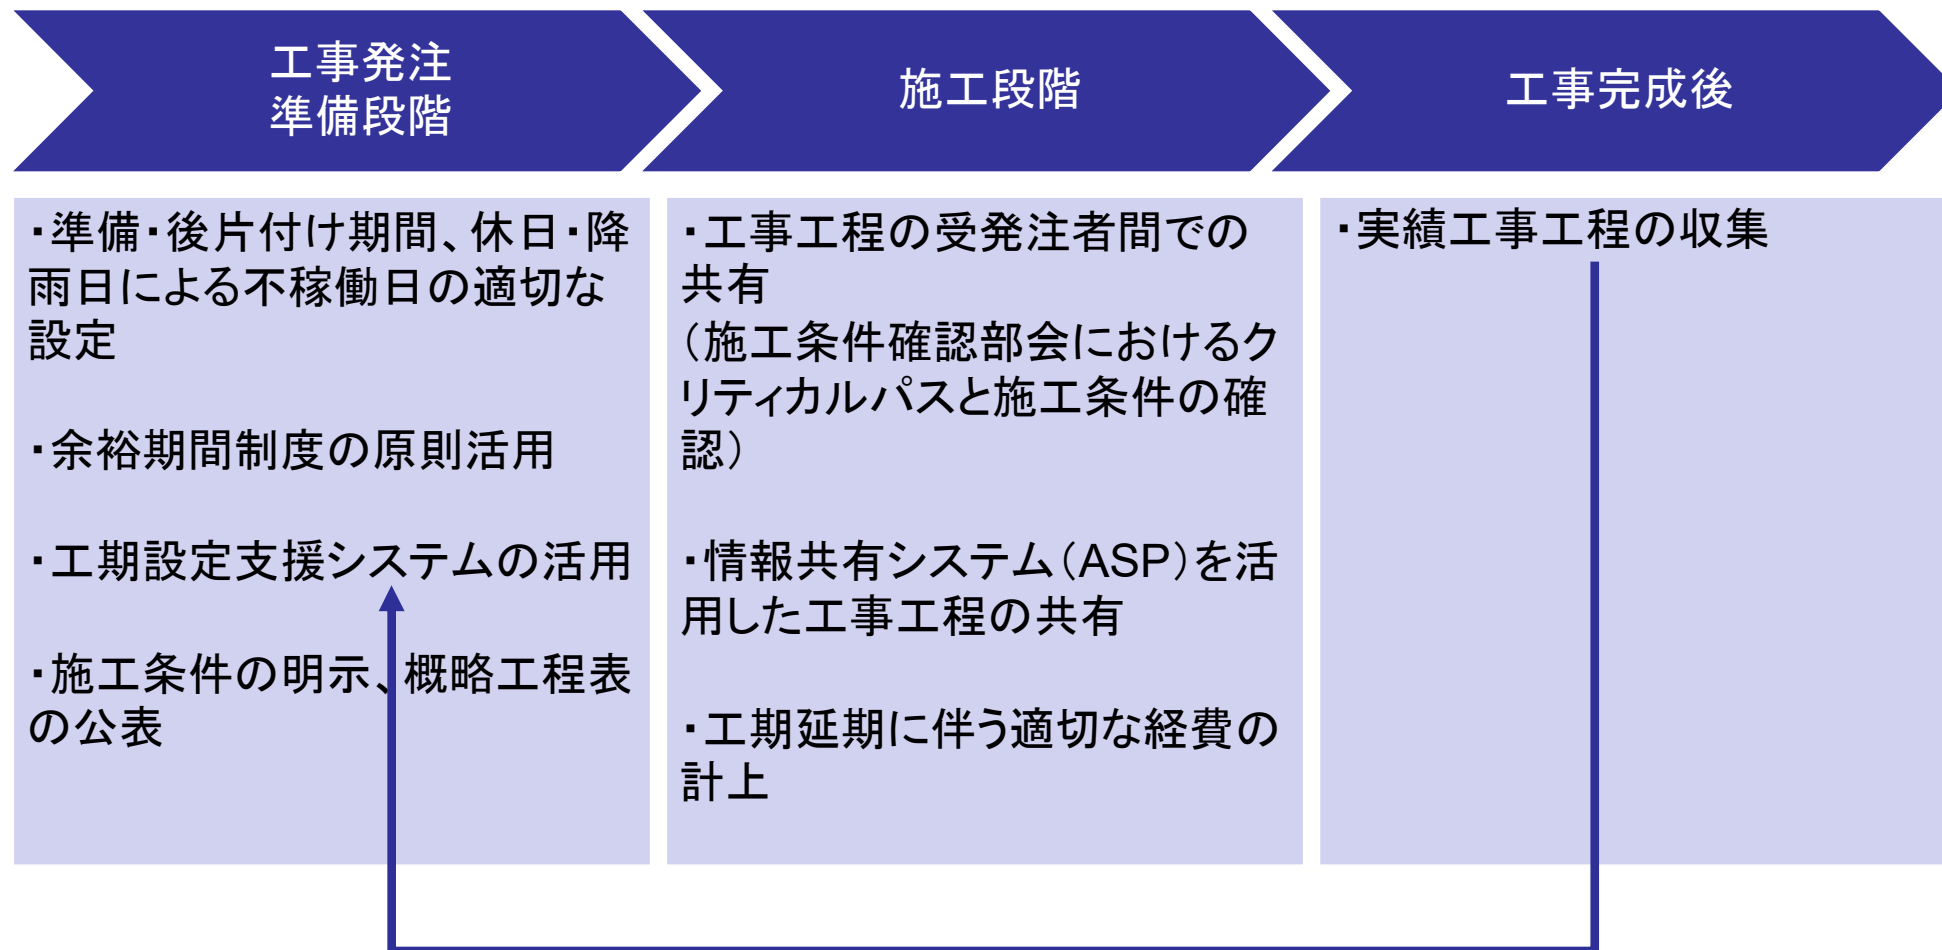 工事発注
準備段階
施工段階
工事完成後
・準備・後片付け期間、休日・降
雨日による不稼働日の適切な
設定
・余裕期間制度の原則活用
・工期設定支援システムの活用
・施工条件の明示、概略工程表
の公表
・工事工程の受発注者間での
共有
（施工条件確認部会におけるク
リティカルパスと施工条件の確
認）
・情報共有システム（ASP）を活
用した工事工程の共有
・工期延期に伴う適切な経費の
計上
・実績工事工程の収集